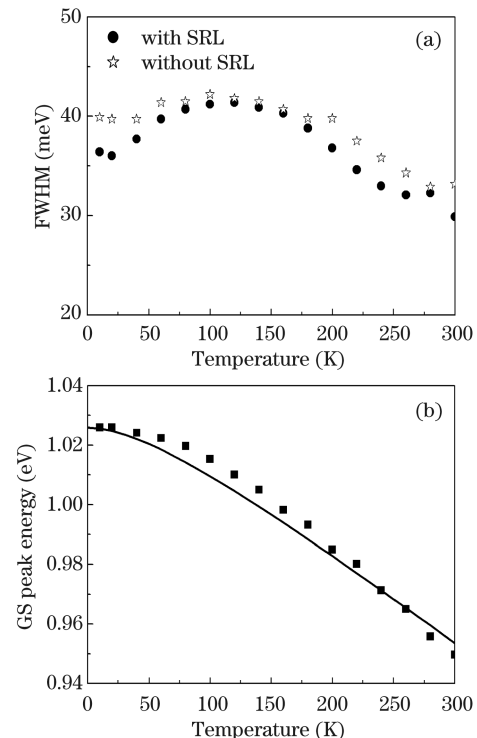 50
● with SRL
☆ without SRL
(a)
40
30
20
FWHM (meV)
0 50 100 150 200 250 300
Temperature (K)
1.04
(b)
1.02
1.00
0.98
0.96
0.94
GS peak energy (eV)
0 50 100 150 200 250 300
Temperature (K)